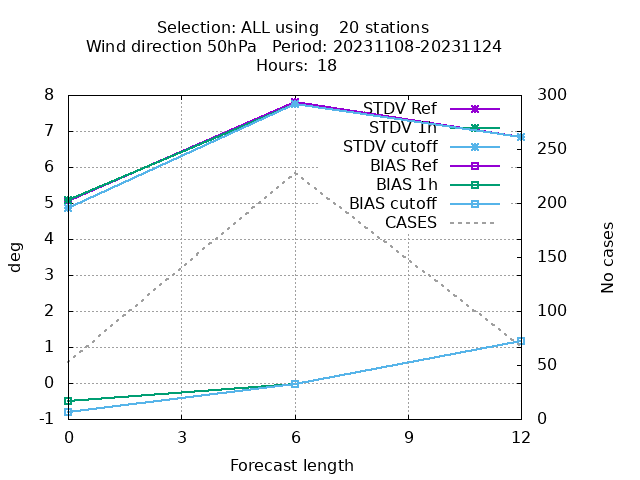 Selection: ALL using    20 stations
Wind direction 50hPa   Period: 20231108-20231124
Hours: 18
deg
8
7
6
5
4
3
2
1
0
-1
STDV Ref
STDV 1h
STDV cutoff
BIAS Ref
BIAS 1h
BIAS cutoff
CASES
300
250
200
150
100
50
0
No cases
0 3 6 9 12
Forecast length